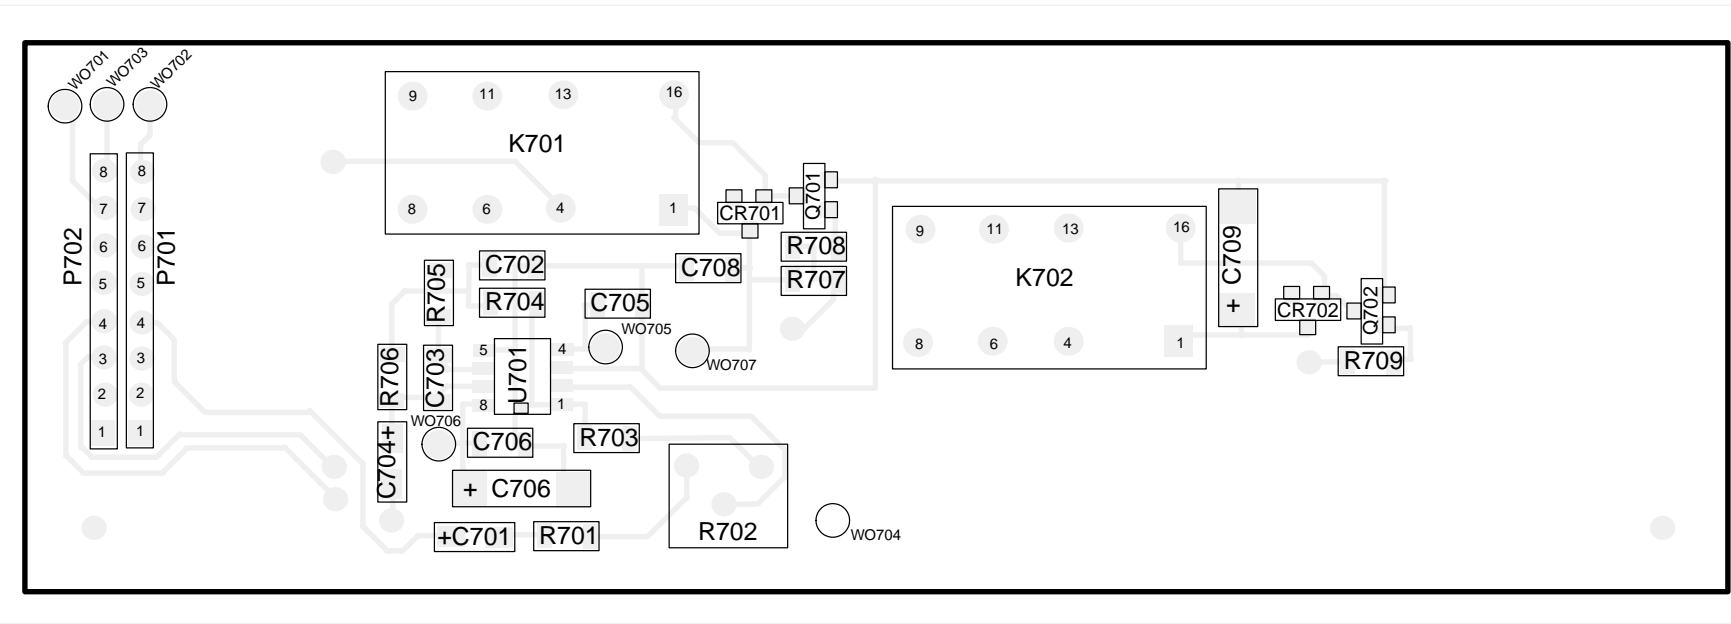 WO701
WO703
WO702
9 11 13 16
K701
8 6 4 1
8 8
7 7
6 6
5 5
4 4
3 3
2 2
1 1
P702
P701
CR701
Q701
R708
R707
C708
C702
R704
R705
C705
WO705
WO707
R706
C703
5 4
U701
8 1
WO706
C704+
C706
R703
+ C706
+C701
R701
R702
WO704
9 11 13 16
K702
8 6 4 1
C709
+
CR702
Q702
R709